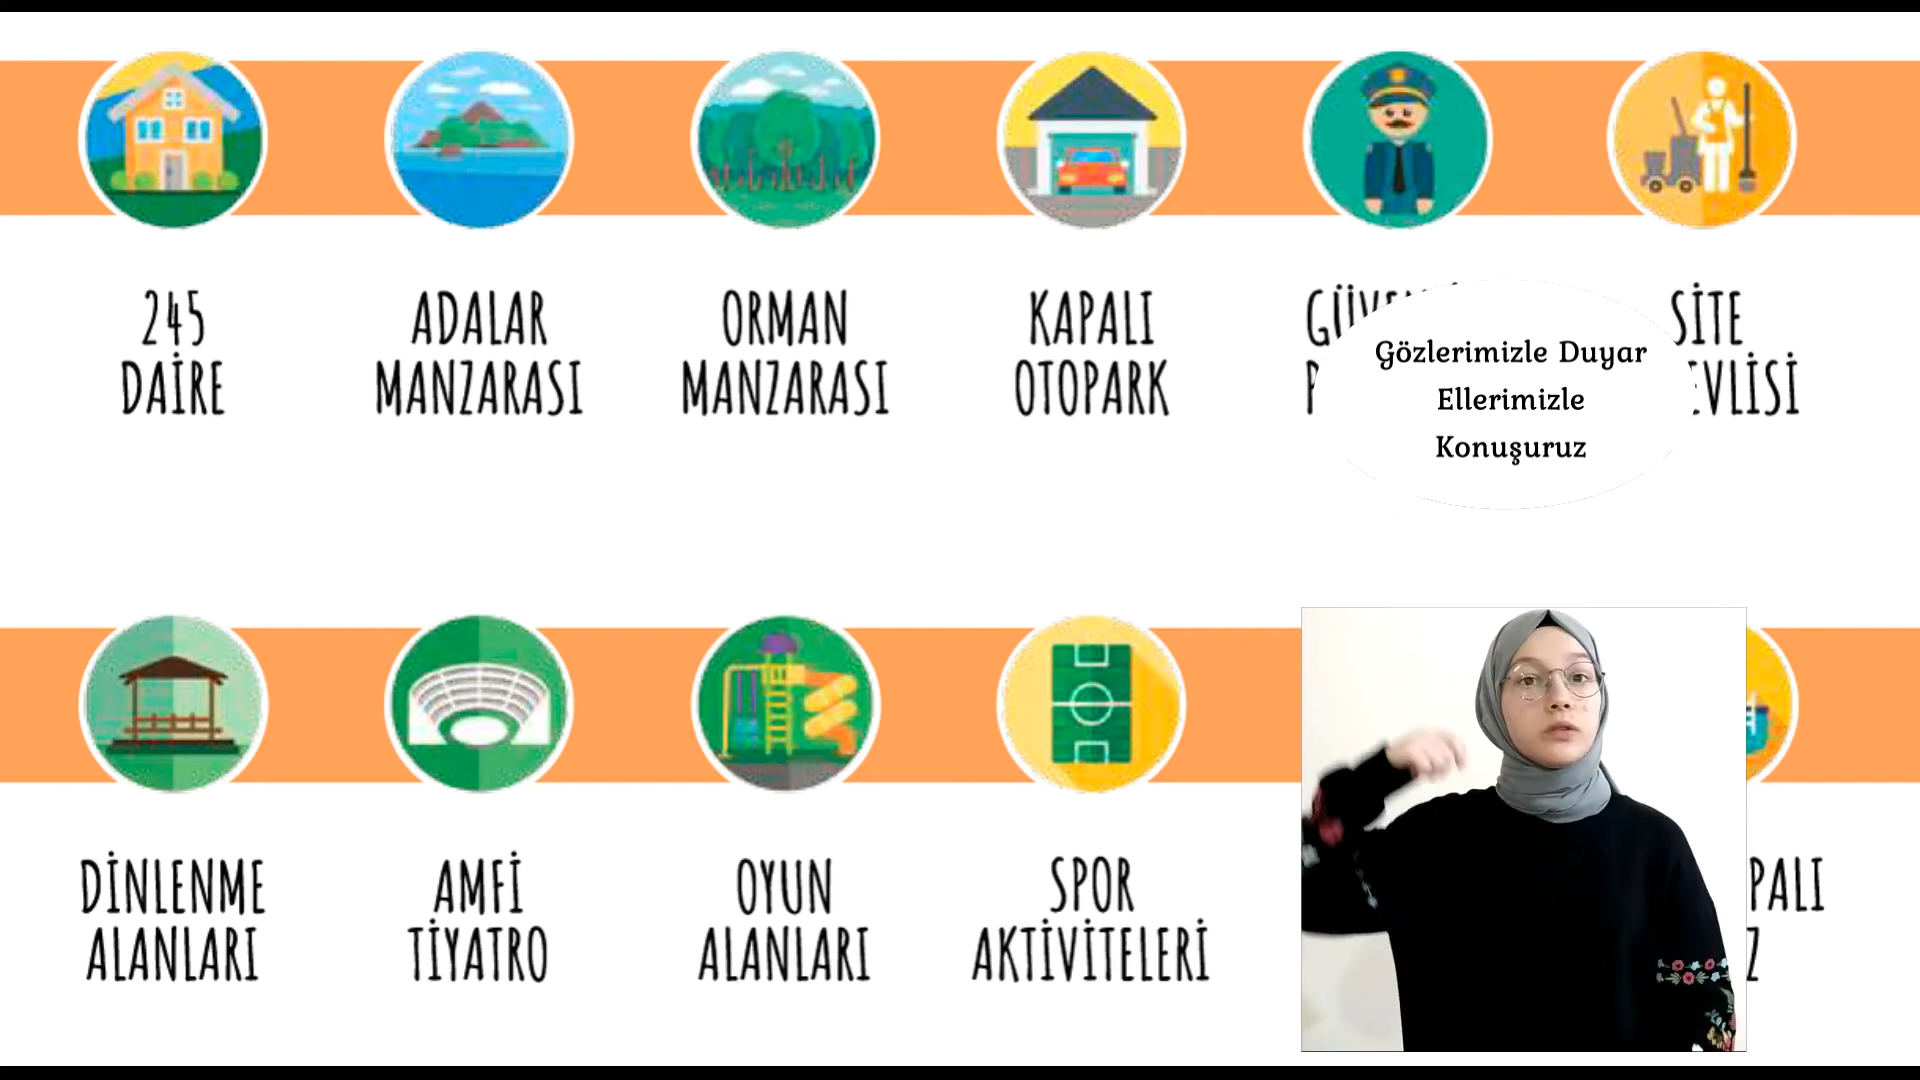 245
DAİRE
ADALAR
MANZARASI
ORMAN
MANZARASI
KAPALI
OTOPARK
SİTE
Gözlerimizle Duyar
Ellerimizle
Konuşuruz
DİNLENME
ALANLARI
AMFİ
TİYATRO
OYUN
ALANLARI
SPOR
AKTİVİTELERİ